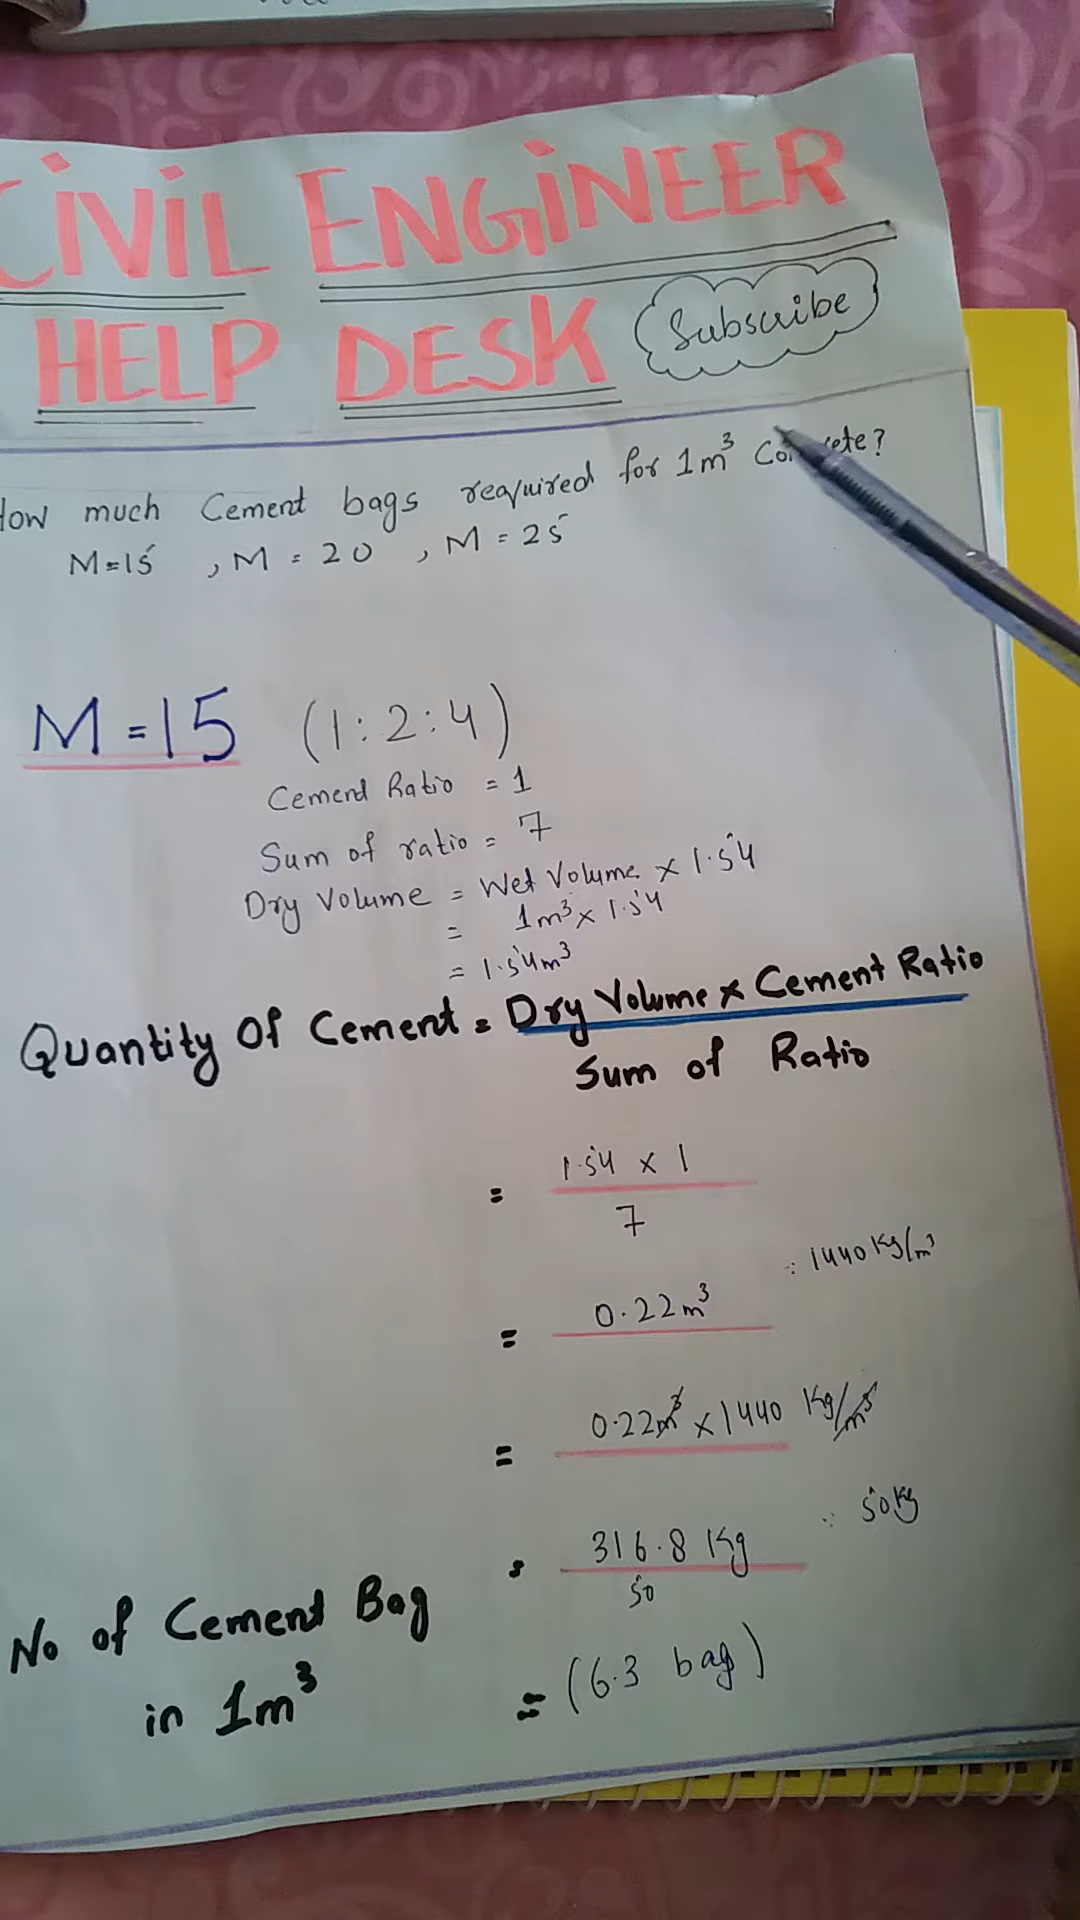 CIVIL ENGINEER
HELP DESK
Subscribe
How much Cement bags required for 1m³ Concrete?
M=15 , M = 20 , M = 25
M=15 (1:2:4)
Cement Ratio = 1
Sum of ratio = 7
Dry Volume = Wet Volume × 1.54
= 1m³ × 1.54
= 1.54m³
Quantity Of Cement = Dry Volume × Cement Ratio
Sum of Ratio
= 1.54 × 1
7
∵ 1440 Kg/m³
= 0.22m³
= 0.22m³ × 1440 Kg/m³
∵ 50Kg
= 316.8 Kg
50
No of Cement Bag
in 1m³
= (6.3 bag)